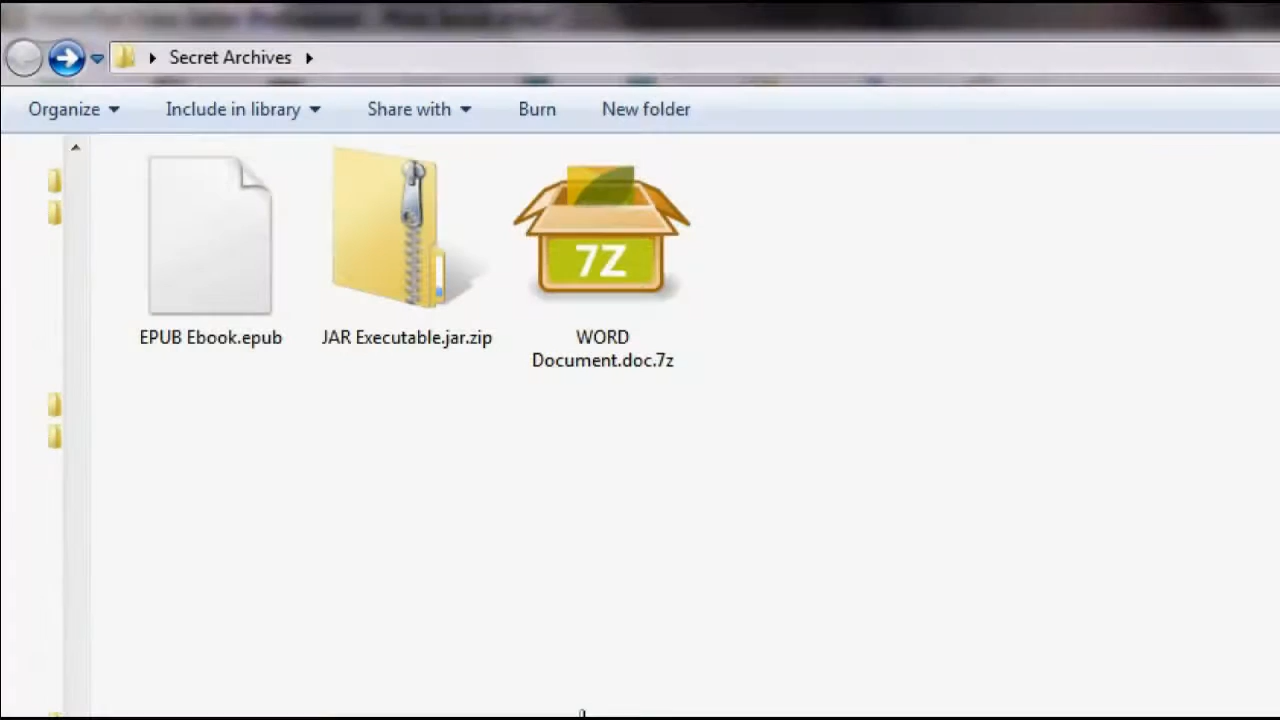 Secret Archives
Organize Include in library Share with Burn New folder
7Z
EPUB Ebook.epub JAR Executable.jar.zip WORD
Document.doc.7z